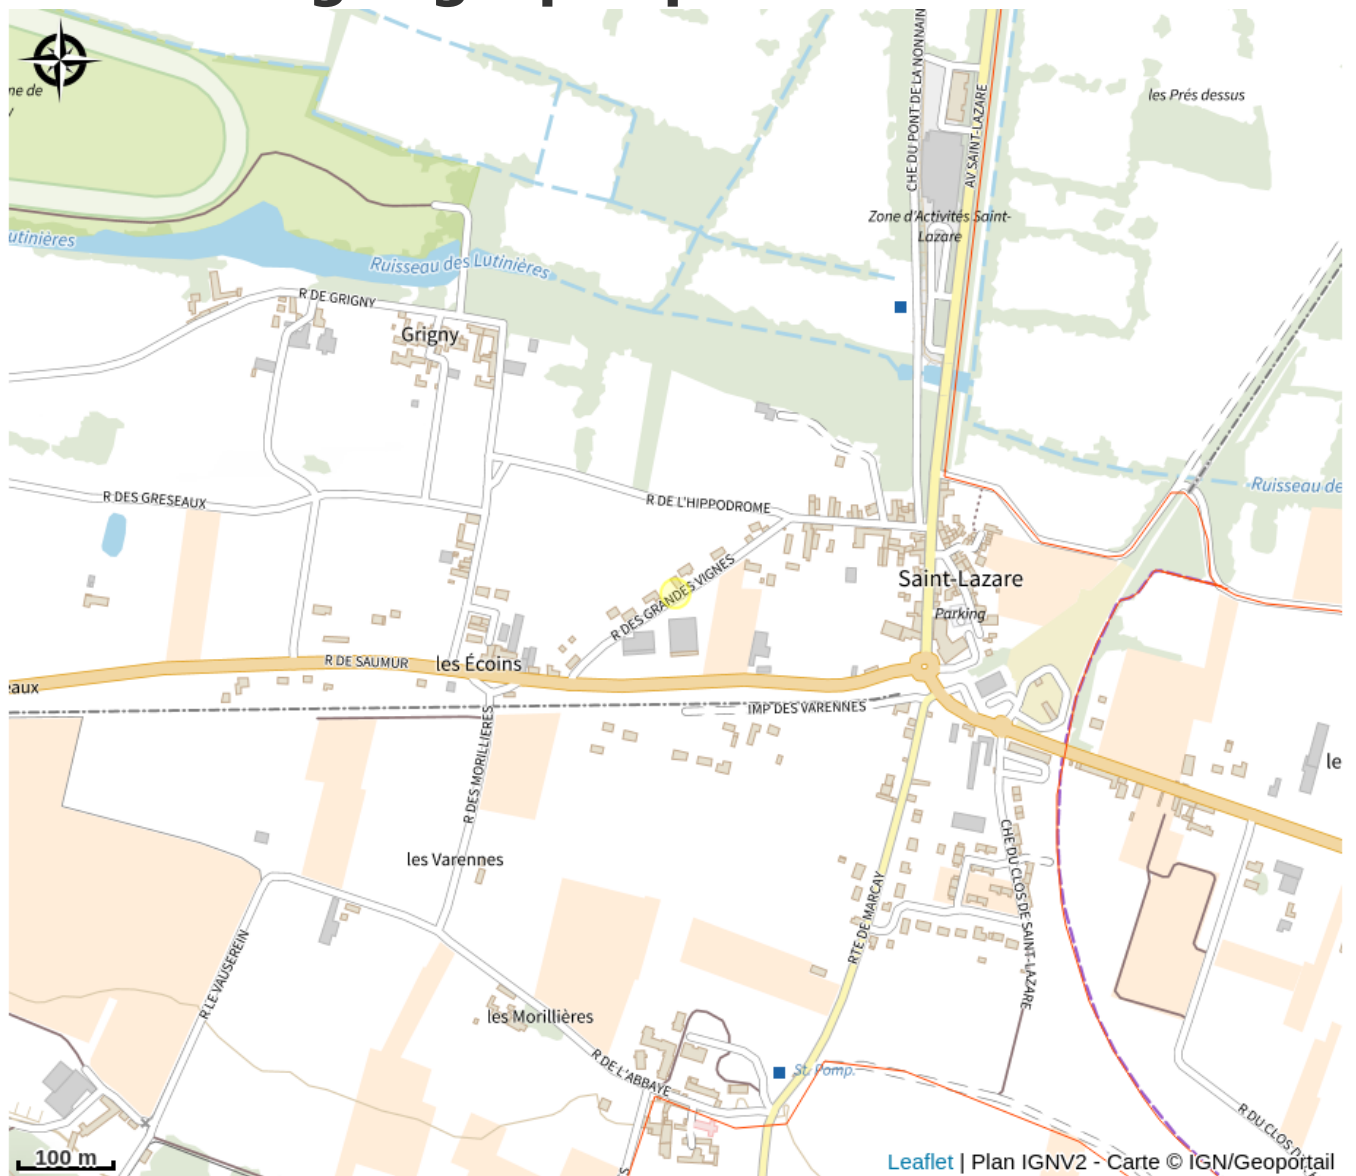 ne de
les Prés dessus
CHE DU PONT DE LA NONNAIN
AV SAINT-LAZARE
Zone d'Activités Saint-
Lazare
utinières
Ruisseau des Lutinières
R DE GRIGNY
Grigny
R DES GRESEAUX
R DE L'HIPPODROME
Ruisseau de
R DES GRANDES VIGNES
Saint-Lazare
Parking
R DE SAUMUR
les Écoins
eaux
IMP DES VARENNES
R DES MORILLIERES
le
les Varennes
CHE DU CLOS DE SAINT-LAZARE
RTE DE MARCAY
R LE VAUSEREIN
les Morillières
R DE L'ABBAYE
St. Pomp.
R DU CLOS
S
100 m
Leaflet | Plan IGNV2 - Carte © IGN/Geoportail